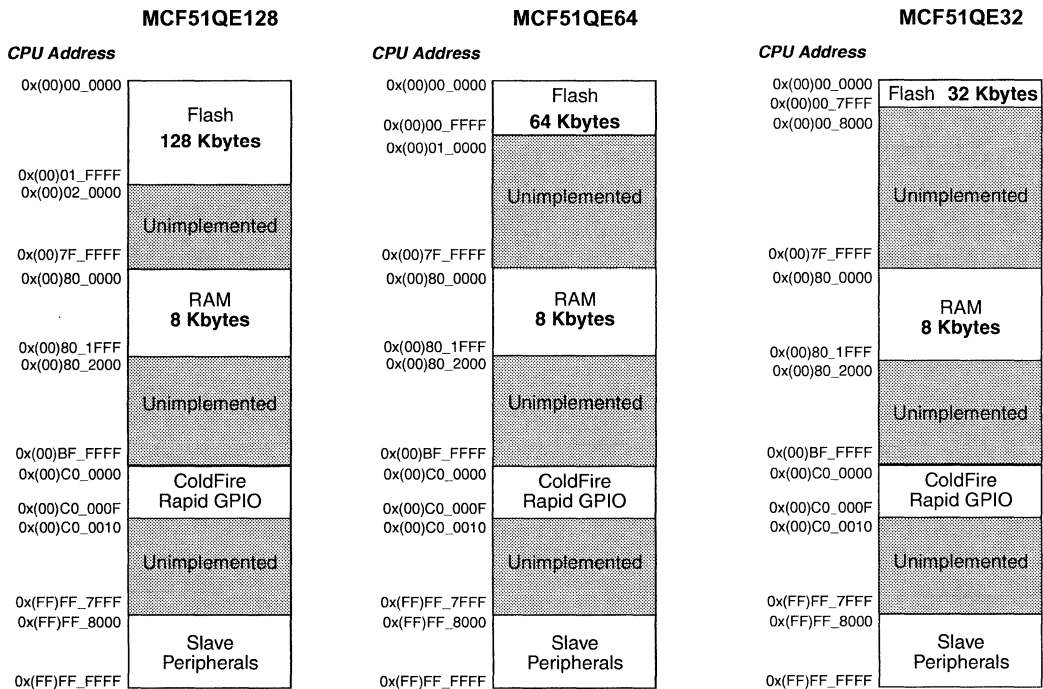 MCF51QE128
CPU Address
0x(00)00_0000
Flash
128 Kbytes
0x(00)01_FFFF
0x(00)02_0000
Unimplemented
0x(00)7F_FFFF
0x(00)80_0000
RAM
8 Kbytes
0x(00)80_1FFF
0x(00)80_2000
Unimplemented
0x(00)BF_FFFF
0x(00)C0_0000
ColdFire
Rapid GPIO
0x(00)C0_000F
0x(00)C0_0010
Unimplemented
0x(FF)FF_7FFF
0x(FF)FF_8000
Slave
Peripherals
0x(FF)FF_FFFF
MCF51QE64
CPU Address
0x(00)00_0000
Flash
64 Kbytes
0x(00)00_FFFF
0x(00)01_0000
Unimplemented
0x(00)7F_FFFF
0x(00)80_0000
RAM
8 Kbytes
0x(00)80_1FFF
0x(00)80_2000
Unimplemented
0x(00)BF_FFFF
0x(00)C0_0000
ColdFire
Rapid GPIO
0x(00)C0_000F
0x(00)C0_0010
Unimplemented
0x(FF)FF_7FFF
0x(FF)FF_8000
Slave
Peripherals
0x(FF)FF_FFFF
MCF51QE32
CPU Address
0x(00)00_0000
Flash 32 Kbytes
0x(00)00_7FFF
0x(00)00_8000
Unimplemented
0x(00)7F_FFFF
0x(00)80_0000
RAM
8 Kbytes
0x(00)80_1FFF
0x(00)80_2000
Unimplemented
0x(00)BF_FFFF
0x(00)C0_0000
ColdFire
Rapid GPIO
0x(00)C0_000F
0x(00)C0_0010
Unimplemented
0x(FF)FF_7FFF
0x(FF)FF_8000
Slave
Peripherals
0x(FF)FF_FFFF